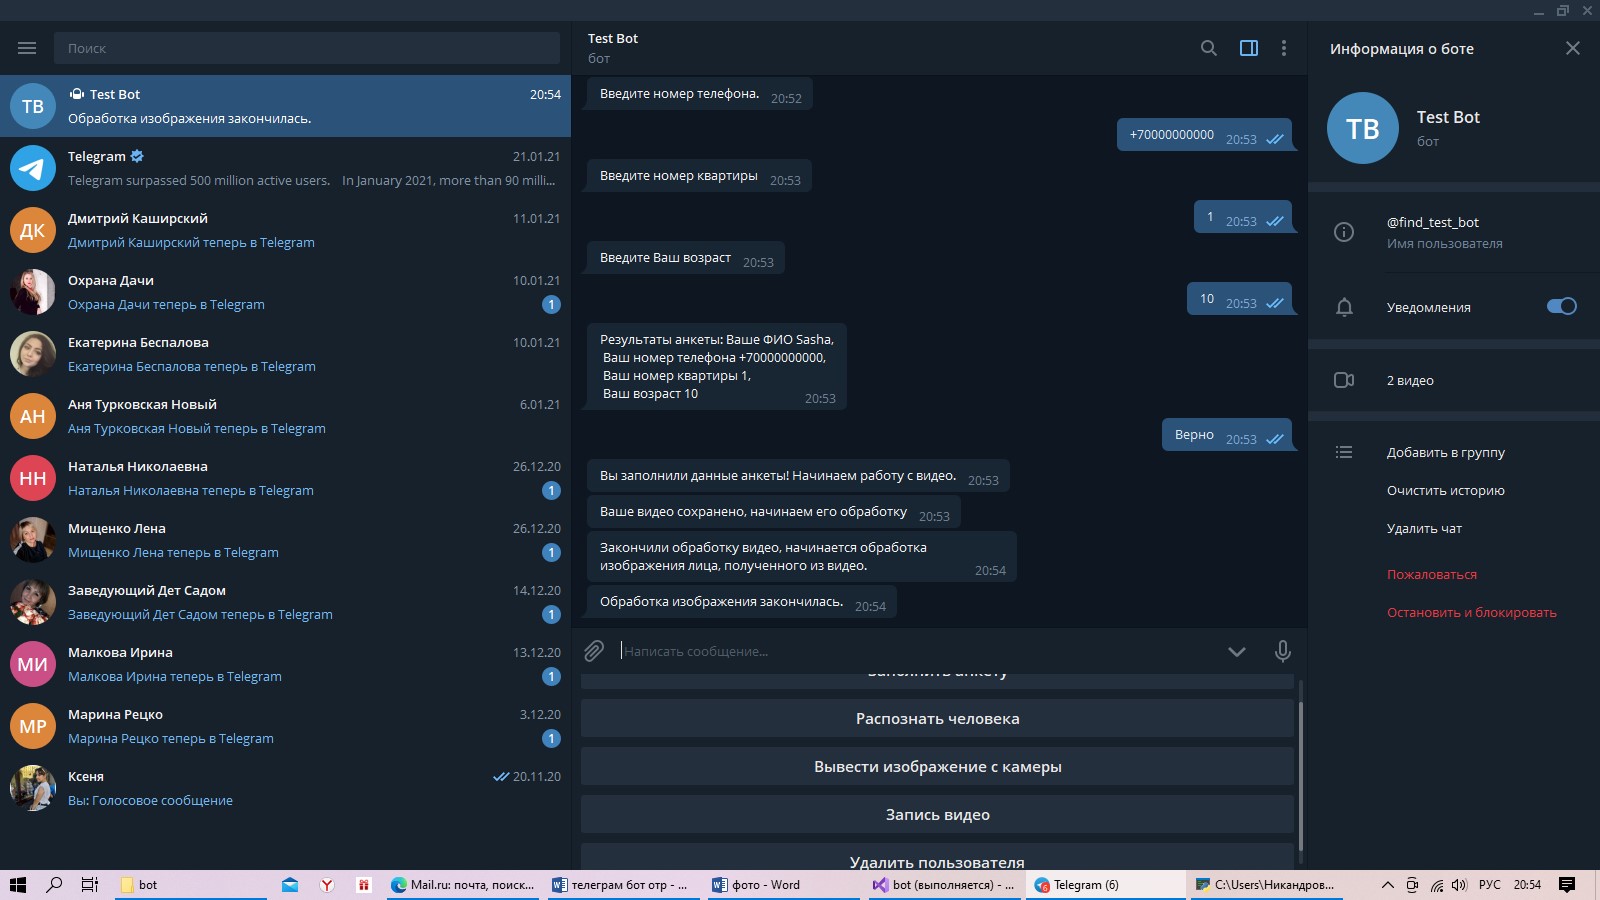 Поиск
TB
Test Bot
20:54
Обработка изображения закончилась.
Telegram
21.01.21
Telegram surpassed 500 million active users. In January 2021, more than 90 milli...
ДК
Дмитрий Каширский
11.01.21
Дмитрий Каширский теперь в Telegram
Охрана Дачи
10.01.21
Охрана Дачи теперь в Telegram
1
Екатерина Беспалова
10.01.21
Екатерина Беспалова теперь в Telegram
АН
Аня Турковская Новый
6.01.21
Аня Турковская Новый теперь в Telegram
НН
Наталья Николаевна
26.12.20
Наталья Николаевна теперь в Telegram
1
Мищенко Лена
26.12.20
Мищенко Лена теперь в Telegram
1
Заведующий Дет Садом
14.12.20
Заведующий Дет Садом теперь в Telegram
1
МИ
Малкова Ирина
13.12.20
Малкова Ирина теперь в Telegram
1
МР
Марина Рецко
3.12.20
Марина Рецко теперь в Telegram
1
Ксеня
20.11.20
Вы: Голосовое сообщение
Test Bot
бот
Введите номер телефона. 20:52
+70000000000 20:53
Введите номер квартиры 20:53
1 20:53
Введите Ваш возраст 20:53
10 20:53
Результаты анкеты: Ваше ФИО Sasha,
Ваш номер телефона +70000000000,
Ваш номер квартиры 1,
Ваш возраст 10 20:53
Верно 20:53
Вы заполнили данные анкеты! Начинаем работу с видео. 20:53
Ваше видео сохранено, начинаем его обработку 20:53
Закончили обработку видео, начинается обработка
изображения лица, полученного из видео. 20:54
Обработка изображения закончилась. 20:54
Написать сообщение...
Заполнить анкету
Распознать человека
Вывести изображение с камеры
Запись видео
Удалить пользователя
Информация о боте
TB
Test Bot
бот
@find_test_bot
Имя пользователя
Уведомления
2 видео
Добавить в группу
Очистить историю
Удалить чат
Пожаловаться
Остановить и блокировать
bot
Mail.ru: почта, поиск...
телеграм бот отр - ...
фото - Word
bot (выполняется) - ...
6
Telegram (6)
C:\Users\Никандров...
РУС
20:54